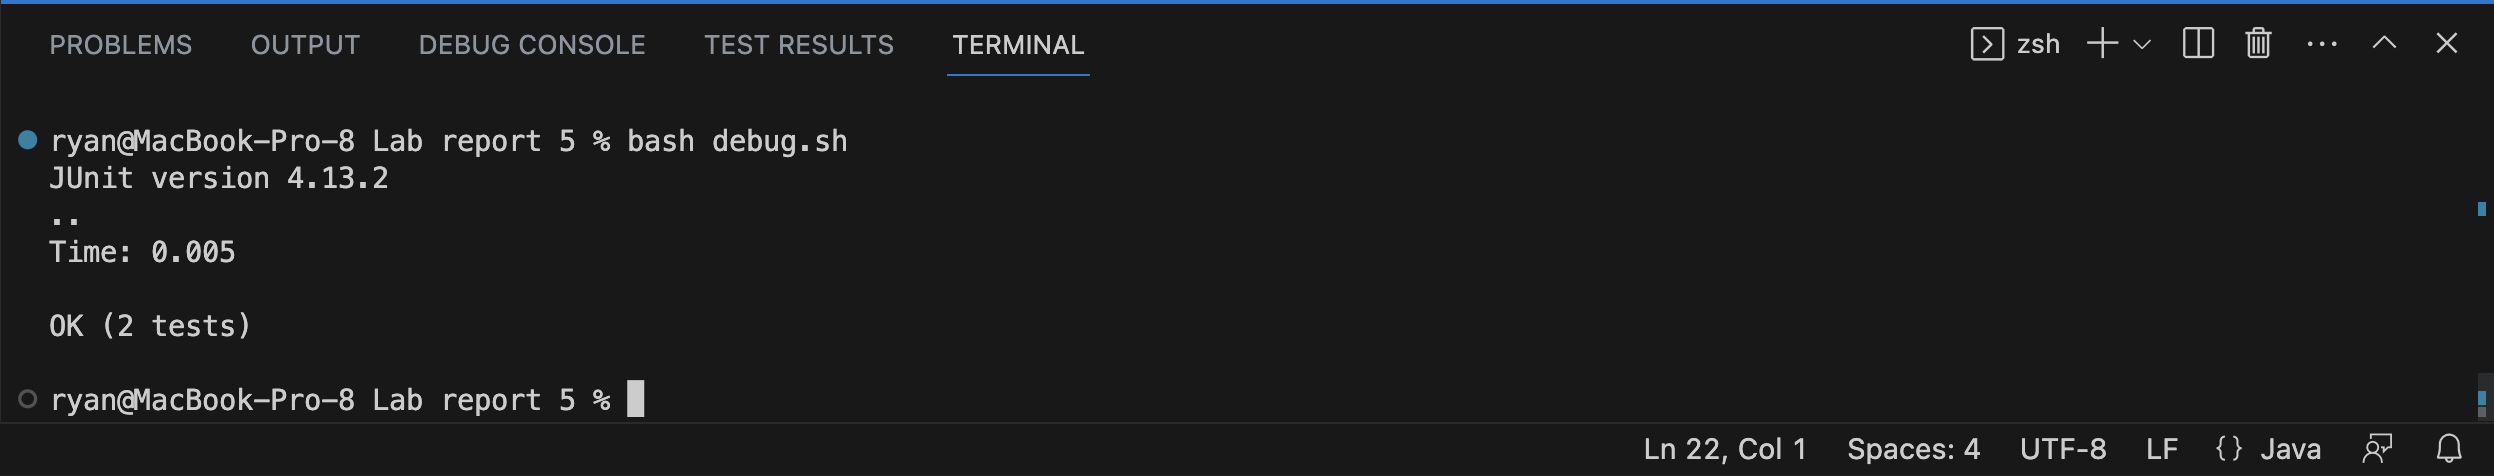 PROBLEMS OUTPUT DEBUG CONSOLE TEST RESULTS TERMINAL zsh
ryan@MacBook-Pro-8 Lab report 5 % bash debug.sh
JUnit version 4.13.2
..
Time: 0.005
OK (2 tests)
ryan@MacBook-Pro-8 Lab report 5 %
Ln 22, Col 1 Spaces: 4 UTF-8 LF {} Java